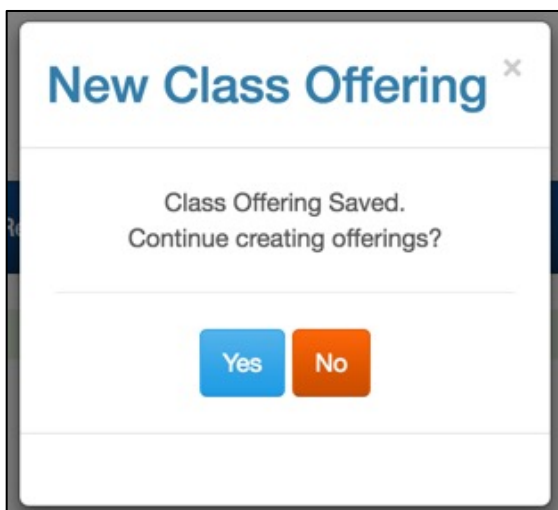 New Class Offering ×
Class Offering Saved.
Continue creating offerings?
Yes No